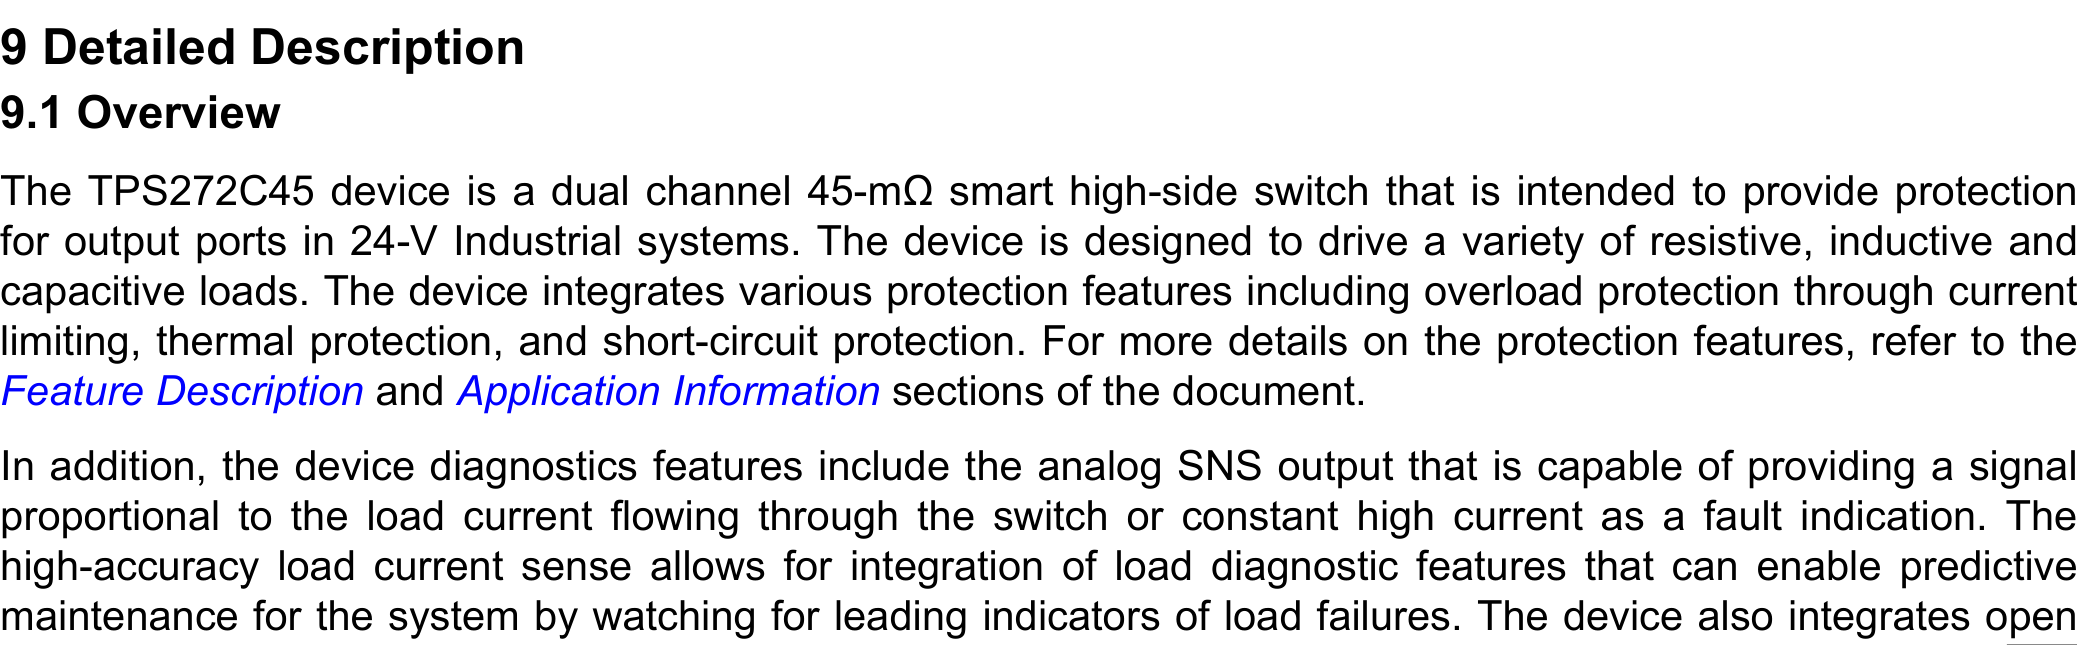 9 Detailed Description
9.1 Overview
The TPS272C45 device is a dual channel 45-mΩ smart high-side switch that is intended to provide protection
for output ports in 24-V Industrial systems. The device is designed to drive a variety of resistive, inductive and
capacitive loads. The device integrates various protection features including overload protection through current
limiting, thermal protection, and short-circuit protection. For more details on the protection features, refer to the
Feature Description and Application Information sections of the document.
In addition, the device diagnostics features include the analog SNS output that is capable of providing a signal
proportional to the load current flowing through the switch or constant high current as a fault indication. The
high-accuracy load current sense allows for integration of load diagnostic features that can enable predictive
maintenance for the system by watching for leading indicators of load failures. The device also integrates open